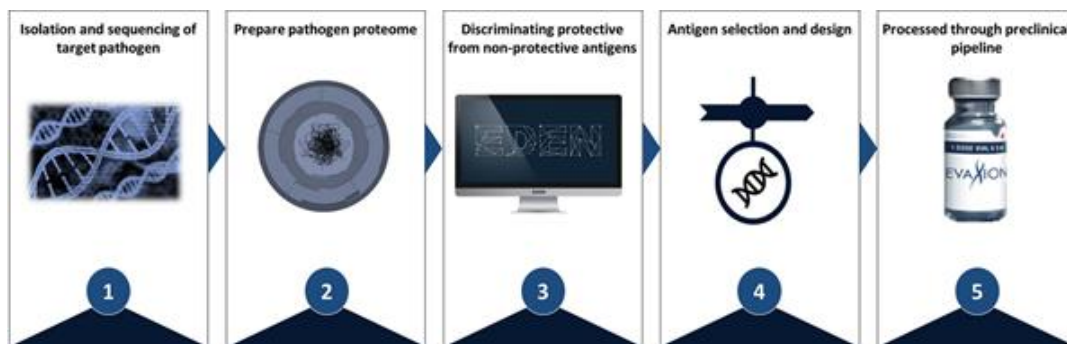 Isolation and sequencing of
target pathogen
Prepare pathogen proteome
Discriminating protective
from non-protective antigens
Antigen selection and design
Processed through preclinical
pipeline
EDEN
EVAXION
1
2
3
4
5